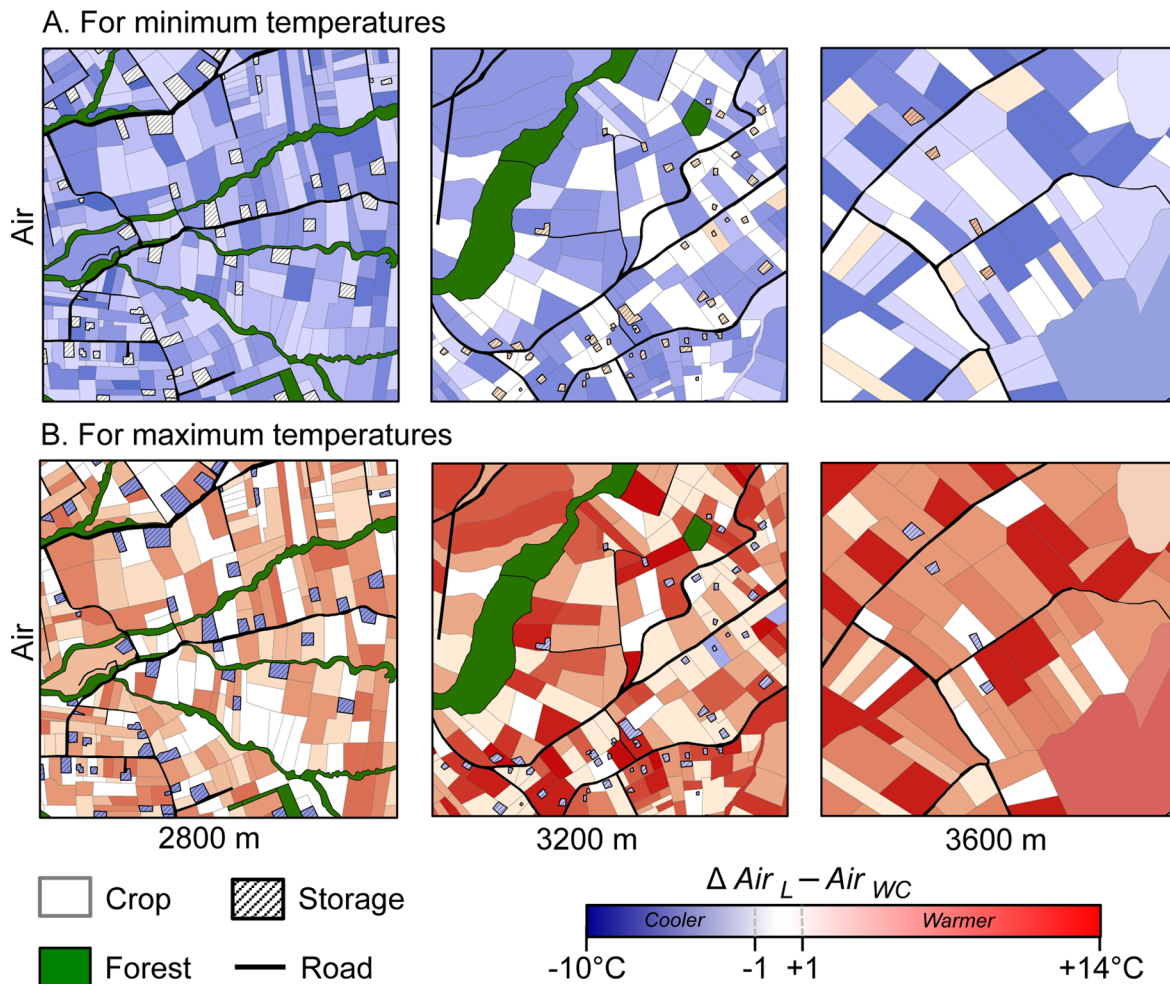 A. For minimum temperatures
Air
B. For maximum temperatures
Air
2800 m
3200 m
3600 m
Crop
Storage
Forest
Road
Δ Air L – Air WC
Cooler
Warmer
-10°C
-1
+1
+14°C